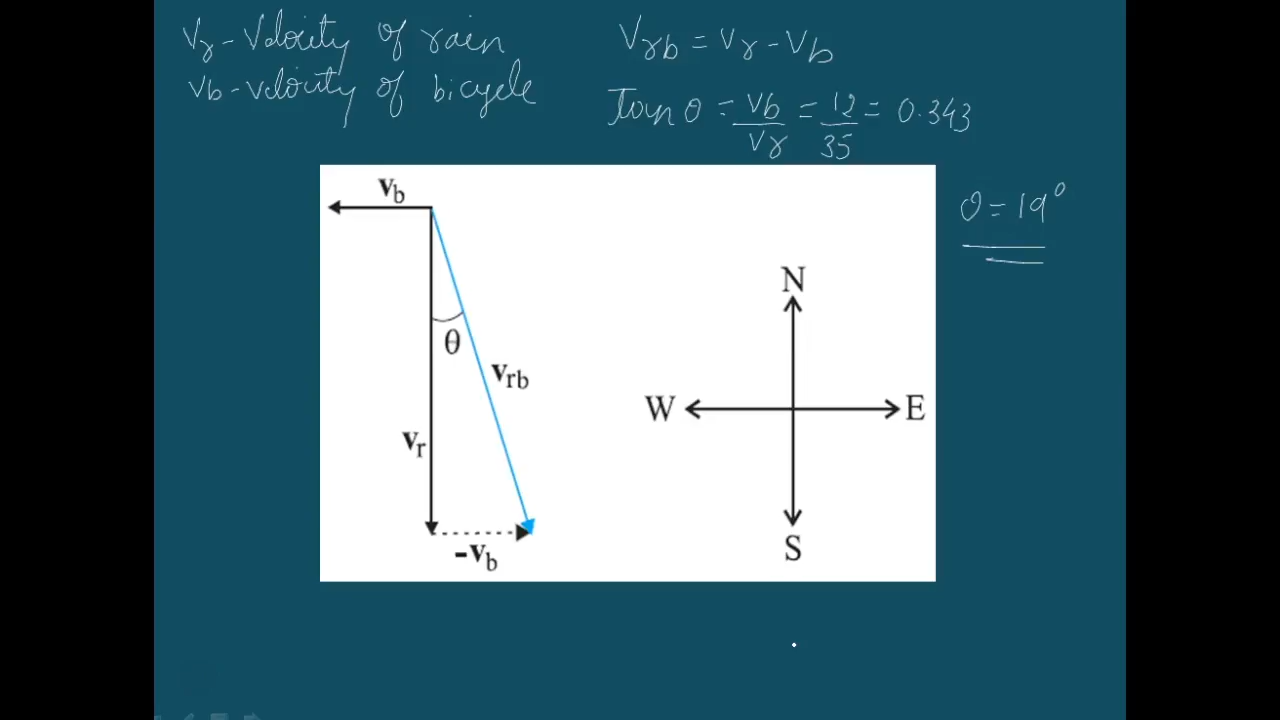 Vr - Velocity of rain
Vb - velocity of bicycle
Vrb = Vr - Vb
Tan θ = Vb/Vr = 12/35 = 0.343
θ = 19°
vb
θ
vrb
vr
-vb
N
W E
S